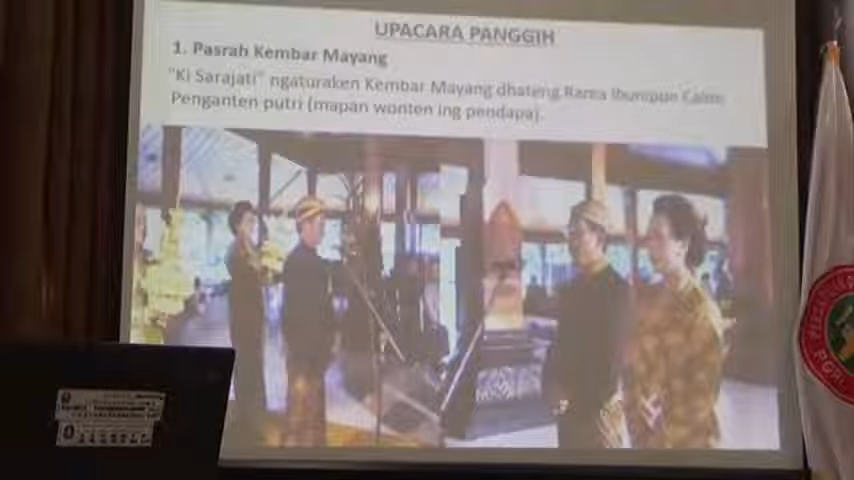 UPACARA PANGGIH
1. Pasrah Kembar Mayang
"Ki Sarajati" ngaturaken Kembar Mayang dhateng Rama Ibunipun Calon
Penganten putri (mapan wonten ing pendapa).
PGRI